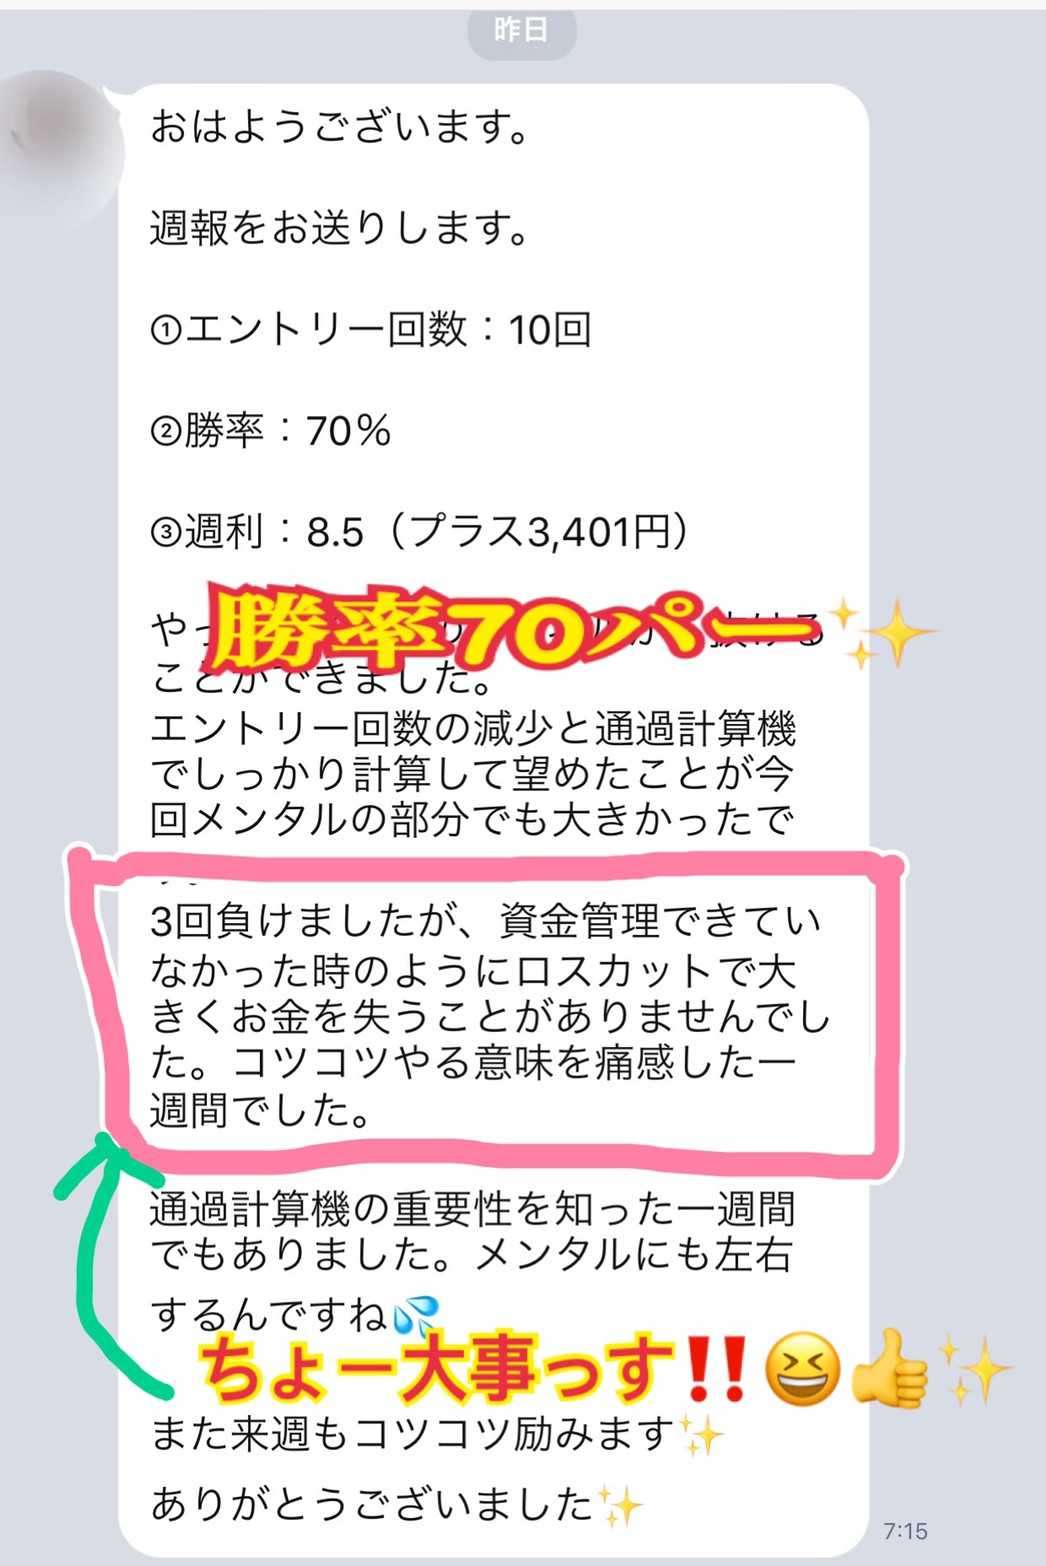 昨日
おはようございます。
週報をお送りします。
①エントリー回数：10回
②勝率：70％
③週利：8.5（プラス3,401円）
勝率70パー✨
やっ
ことができました。
エントリー回数の減少と通過計算機
でしっかり計算して望めたことが今
回メンタルの部分でも大きかったで
3回負けましたが、資金管理できてい
なかった時のようにロスカットで大
きくお金を失うことがありませんでし
た。コツコツやる意味を痛感した一
週間でした。
通過計算機の重要性を知った一週間
でもありました。メンタルにも左右
するんですね💦
ちょー大事っす‼️😆👍✨
また来週もコツコツ励みます✨
ありがとうございました✨
7:15